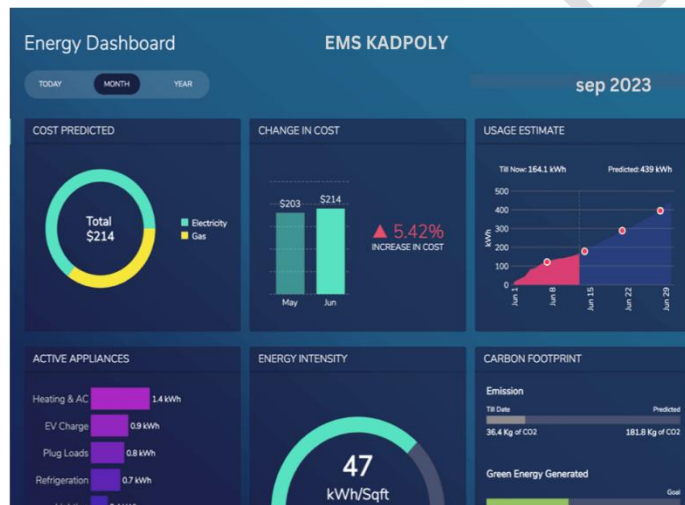 Energy Dashboard
EMS KADPOLY
TODAY MONTH YEAR
sep 2023
COST PREDICTED
Total
$214
Electricity
Gas
CHANGE IN COST
$203 $214
5.42%
INCREASE IN COST
May Jun
USAGE ESTIMATE
Till Now: 164.1 kWh Predicted: 439 kWh
kWh
500
400
300
200
100
0
Jun 1 Jun 8 Jun 15 Jun 22 Jun 29
ACTIVE APPLIANCES
Heating & AC 1.4 kWh
EV Charge 0.9 kWh
Plug Loads 0.8 kWh
Refrigeration 0.7 kWh
ENERGY INTENSITY
47
kWh/Sqft
CARBON FOOTPRINT
Emission
Till Date Predicted
36.4 Kg of CO2 181.8 Kg of CO2
Green Energy Generated
Goal